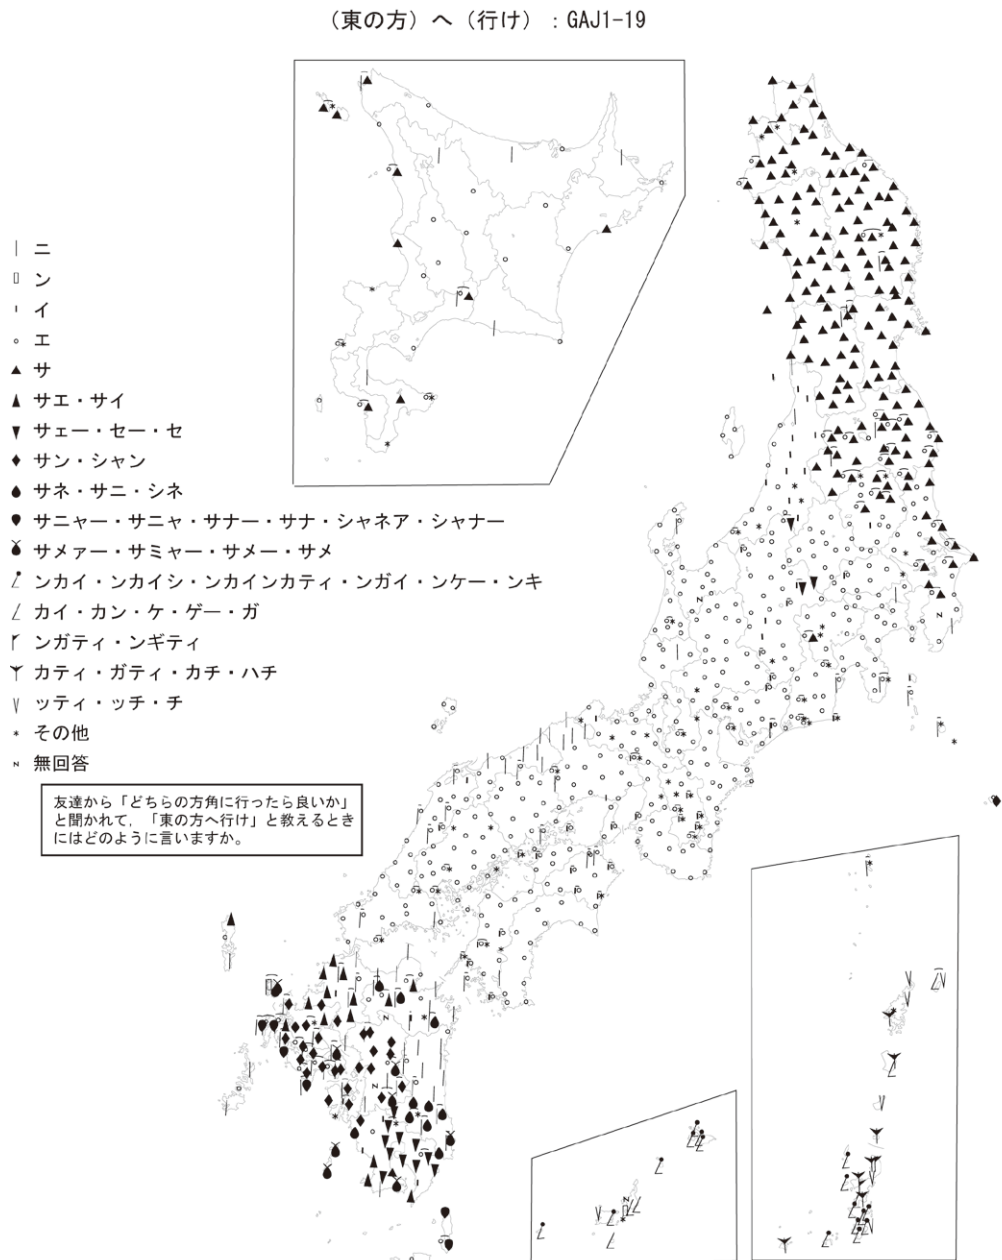 （東の方）へ（行け）：GAJ1-19
ニ
ン
イ
エ
サ
サエ・サイ
サェー・セー・セ
サン・シャン
サネ・サニ・シネ
サニャー・サニャ・サナー・サナ・シャネア・シャナー
サメァー・サミャー・サメー・サメ
ンカイ・ンカイシ・ンカインカティ・ンガイ・ンケー・ンキ
カイ・カン・ケ・ゲー・ガ
ンガティ・ンギティ
カティ・ガティ・カチ・ハチ
ッティ・ッチ・チ
その他
無回答
友達から「どちらの方角に行ったら良いか」
と聞かれて，「東の方へ行け」と教えるとき
にはどのように言いますか。